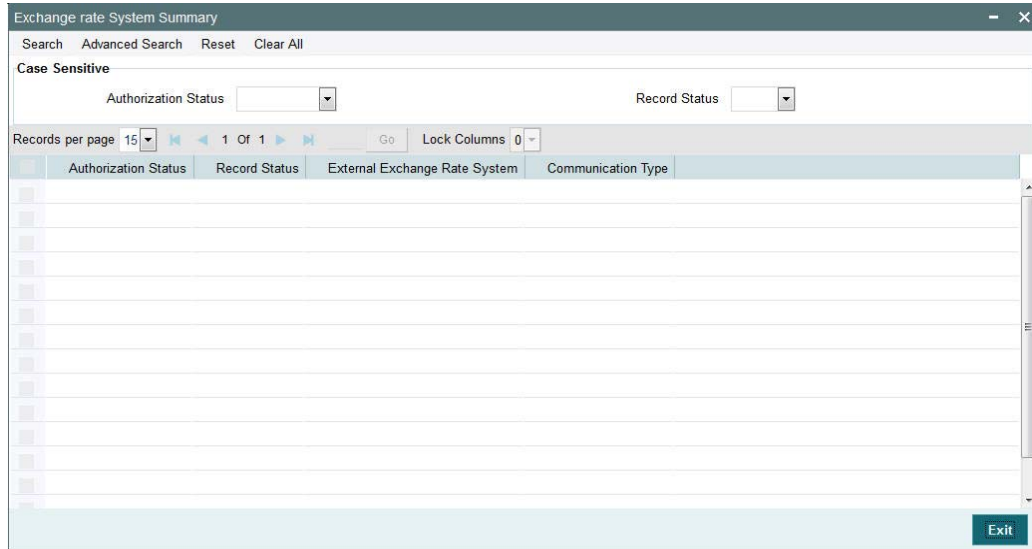 Exchange rate System Summary
Search Advanced Search Reset Clear All
Case Sensitive
Authorization Status Record Status
Records per page 15 1 Of 1 Go Lock Columns 0
Authorization Status Record Status External Exchange Rate System Communication Type
Exit